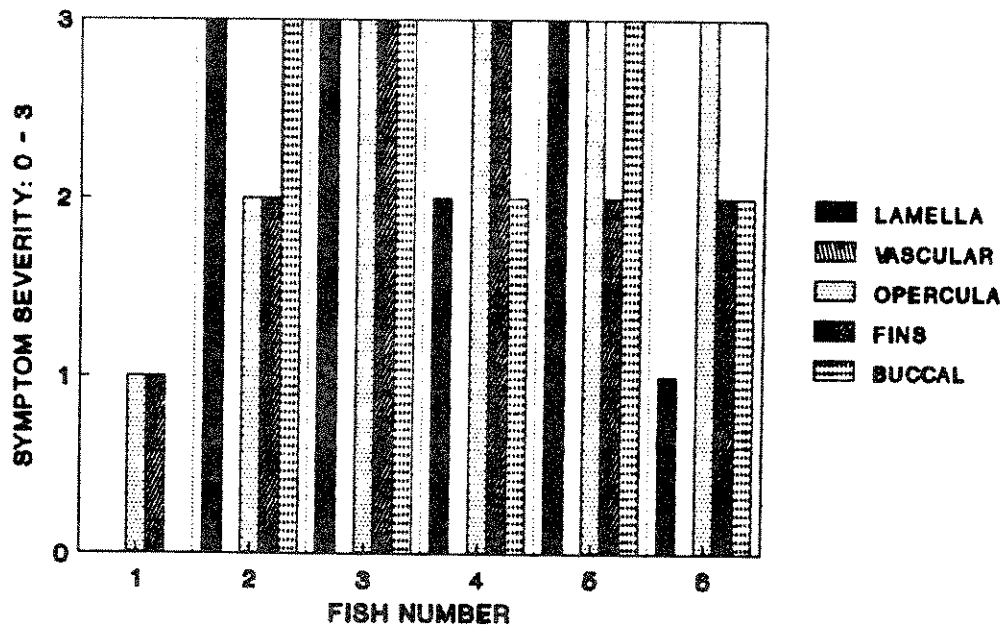 SYMPTOM SEVERITY: 0 - 3
3
2
1
0
1 2 3 4 5 6
FISH NUMBER
LAMELLA
VASCULAR
OPERCULA
FINS
BUCCAL